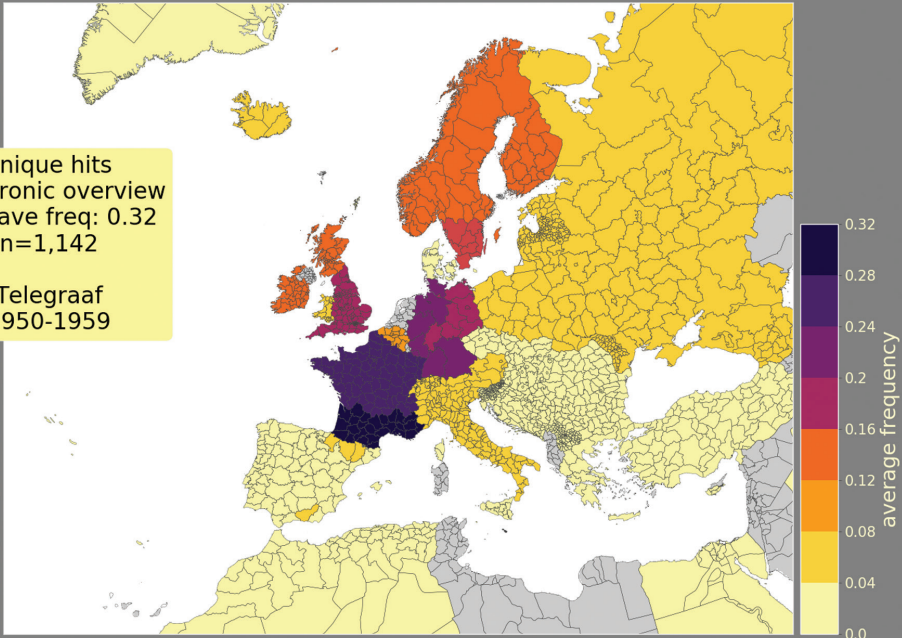 nique hits
ronic overview
ave freq: 0.32
n=1,142
Telegraaf
950-1959
0.32
0.28
0.24
0.2
0.16
0.12
0.08
0.04
0.0
average frequency